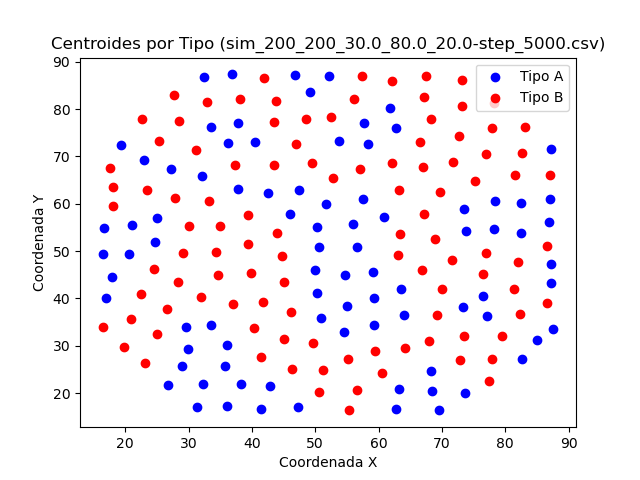 Centroides por Tipo (sim_200_200_30.0_80.0_20.0-step_5000.csv)
90
80
70
60
50
40
30
20
Coordenada Y
Tipo A
Tipo B
20 30 40 50 60 70 80 90
Coordenada X